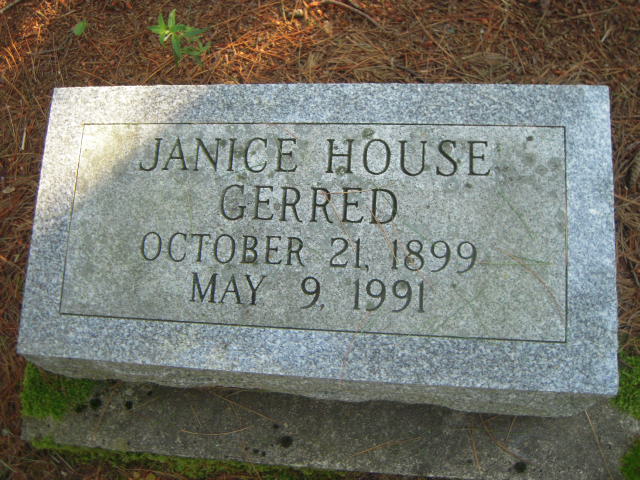 JANICE HOUSE
GERRED
OCTOBER 21, 1899
MAY 9, 1991